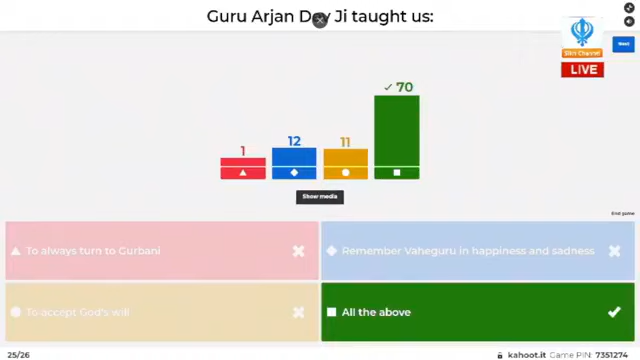 Guru Arjan Dev Ji taught us:
Sikh Channel
LIVE
Next
1
12
11
70
Show media
End game
To always turn to Gurbani
Remember Vaheguru in happiness and sadness
To accept God's will
All the above
25/26
kahoot.it Game PIN: 7351274